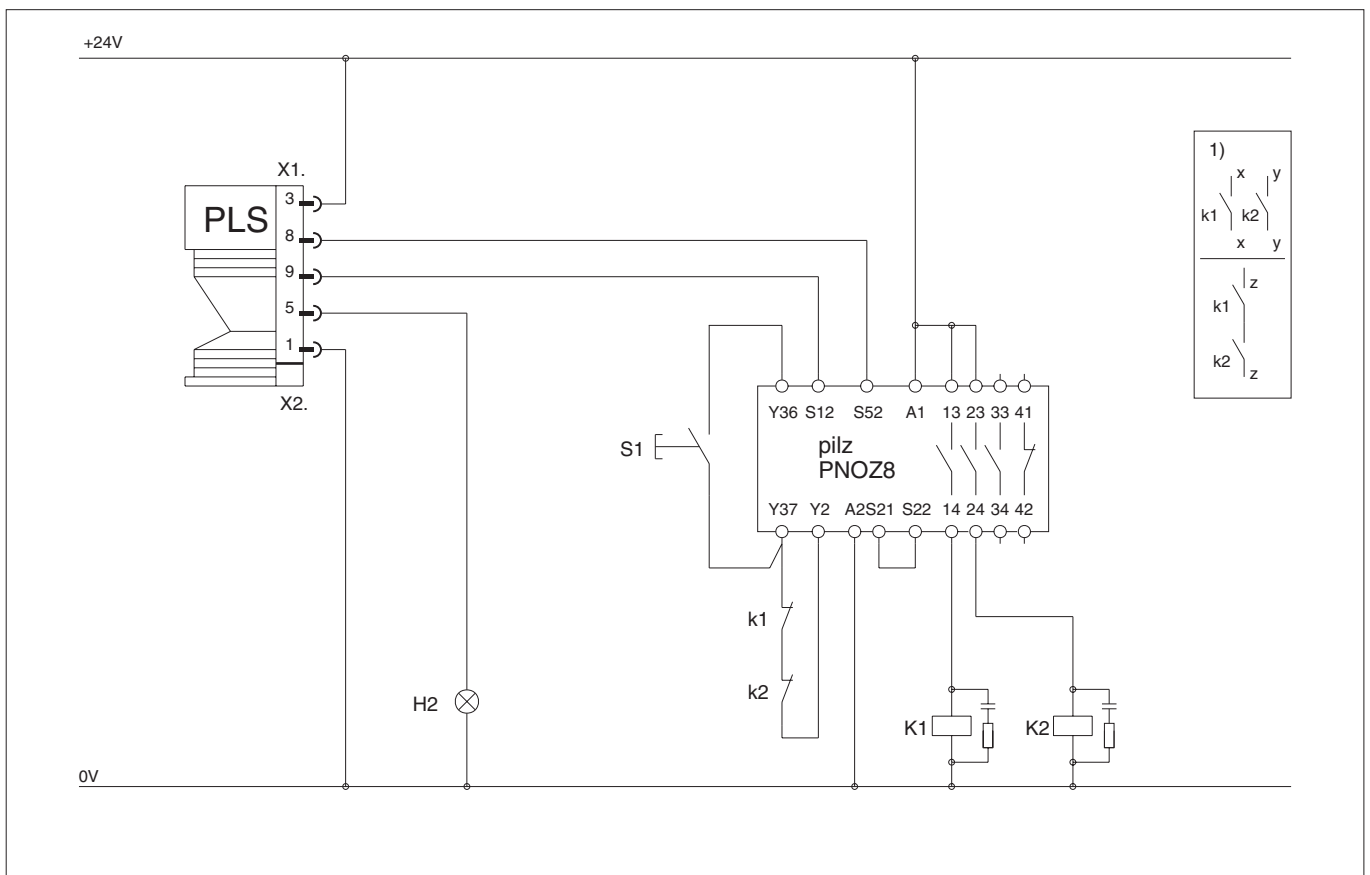 +24V
X1.
PLS
3
8
9
5
1
X2.
1)
x
y
k1
k2
x
y
z
k1
k2
z
Y36 S12 S52 A1 13 23 33 41
S1
pilz
PNOZ8
Y37 Y2 A2 S21 S22 14 24 34 42
k1
k2
H2
K1
K2
0V